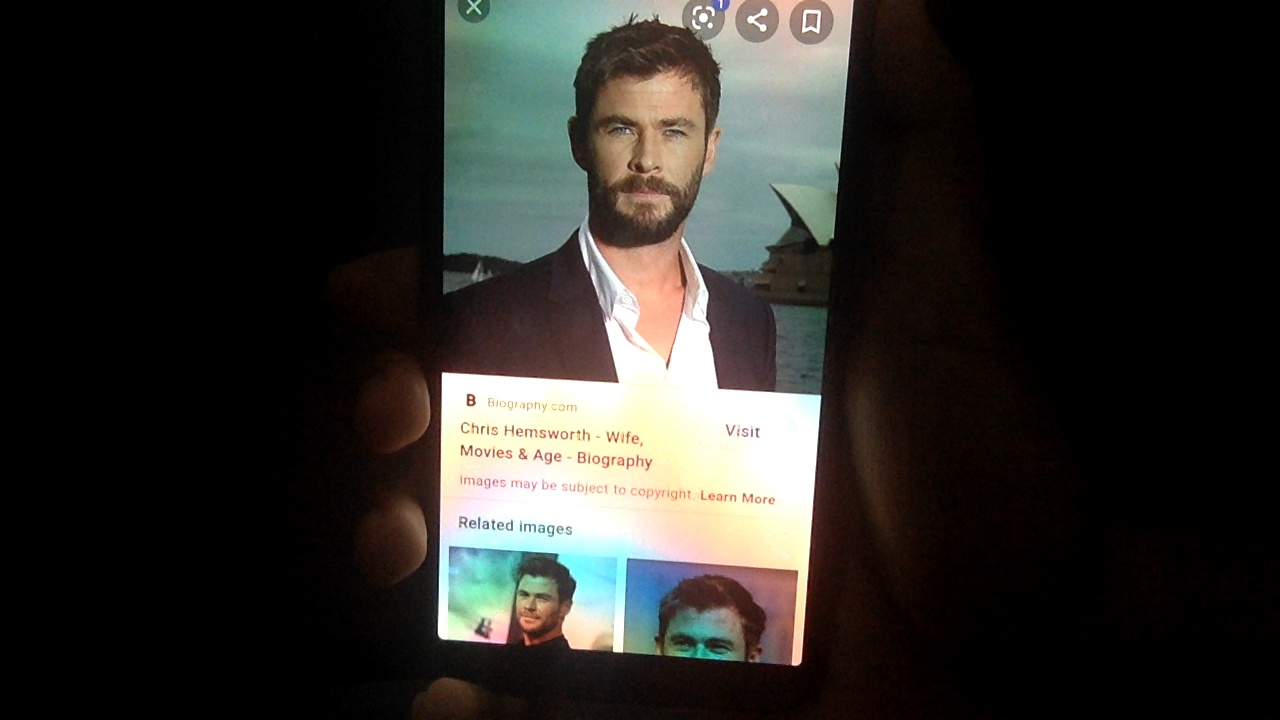 1
B Biography.com
Visit
Chris Hemsworth - Wife,
Movies & Age - Biography
Images may be subject to copyright. Learn More
Related images